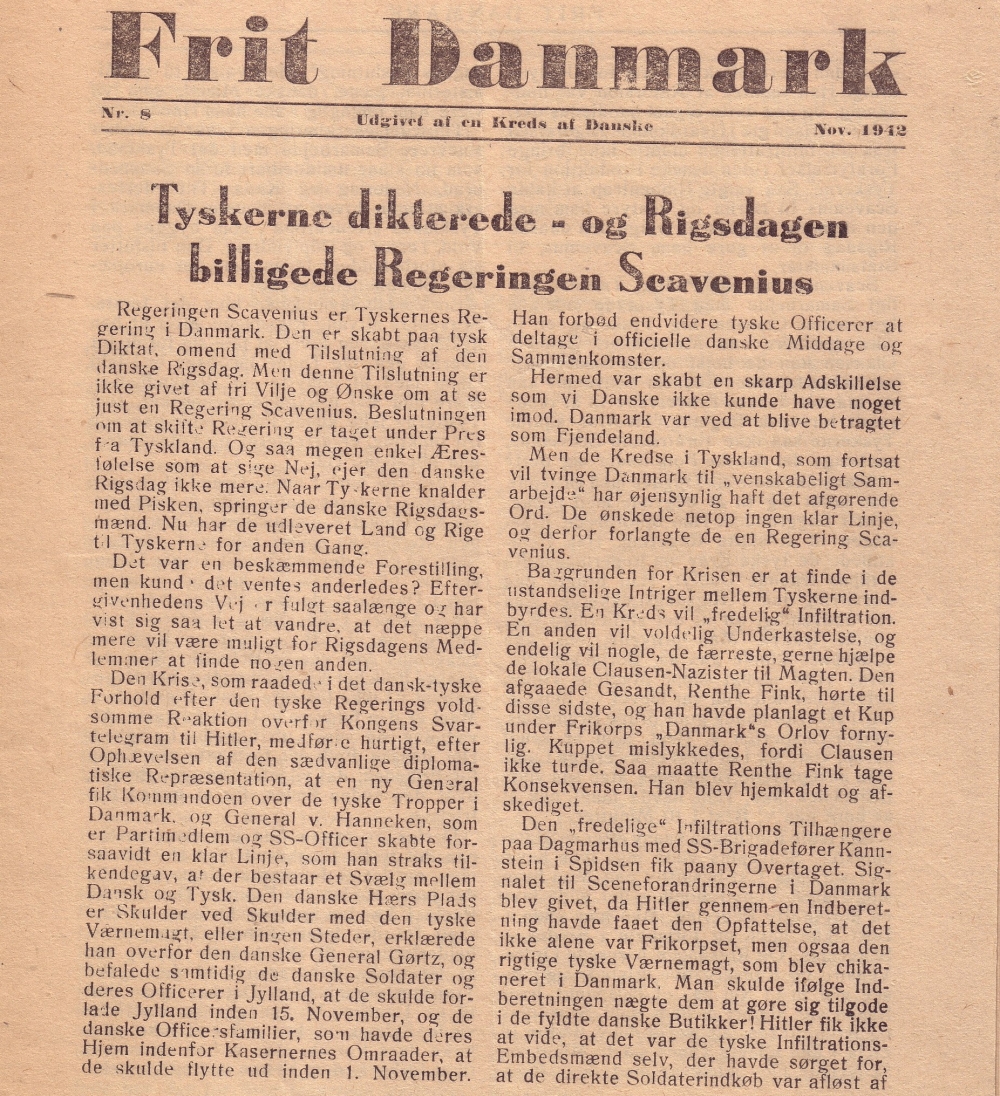 Frit Danmark
Nr. 8
Udgivet af en Kreds af Danske
Nov. 1942
Tyskerne dikterede - og Rigsdagen
billigede Regeringen Scavenius
Regeringen Scavenius er Tyskernes Re-
gering i Danmark. Den er skabt paa tysk
Diktat, omend med Tilslutning af den
danske Rigsdag. Men denne Tilslutning er
ikke givet af fri Vilje og Ønske om at se
just en Regering Scavenius. Beslutningen
om at skifte Regering er taget under Pres
fra Tyskland. Og saa megen enkel Æres-
følelse som at sige Nej, ejer den danske
Rigsdag ikke mere. Naar Tyskerne knalder
med Pisken, springer de danske Rigsdags-
mænd. Nu har de udleveret Land og Rige
til Tyskerne for anden Gang.
Det var en beskæmmende Forestilling,
men kunde det ventes anderledes? Efter-
givenhedens Vej er fulgt saalænge og har
vist sig saa let at vandre, at det næppe
mere vil være muligt for Rigsdagens Med-
lemmer at finde nogen anden.
Den Krise, som raadede i det dansk-tyske
Forhold efter den tyske Regerings vold-
somme Reaktion overfor Kongens Svar-
telegram til Hitler, medførte hurtigt, efter
Ophævelsen af den sædvanlige diploma-
tiske Repræsentation, at en ny General
fik Kommandoen over de tyske Tropper i
Danmark, og General v. Hanneken, som
er Partimedlem og SS-Officer skabte for-
saavidt en klar Linje, som han straks til-
kendegav, at der bestaar et Svælg mellem
Dansk og Tysk. Den danske Hærs Plads
er Skulder ved Skulder med den tyske
Værnemagt, eller ingen Steder, erklærede
han overfor den danske General Gørtz, og
befalede samtidig de danske Soldater og
deres Officerer i Jylland, at de skulde for-
lade Jylland inden 15. November, og de
danske Officersfamilier, som havde deres
Hjem indenfor Kasernernes Omraader, at
de skulde flytte ud inden 1. November.
Han forbød endvidere tyske Officerer at
deltage i officielle danske Middage og
Sammenkomster.
Hermed var skabt en skarp Adskillelse
som vi Danske ikke kunde have noget
imod. Danmark var ved at blive betragtet
som Fjendeland.
Men de Kredse i Tyskland, som fortsat
vil tvinge Danmark til „venskabeligt Sam-
arbejde“ har øjensynlig haft det afgørende
Ord. De ønskede netop ingen klar Linje,
og derfor forlangte de en Regering Sca-
venius.
Baggrunden for Krisen er at finde i de
ustandselige Intriger mellem Tyskerne ind-
byrdes. En Kreds vil „fredelig“ Infiltration.
En anden vil voldelig Underkastelse, og
endelig vil nogle, de færreste, gerne hjælpe
de lokale Clausen-Nazister til Magten. Den
afgaaede Gesandt, Renthe Fink, hørte til
disse sidste, og han havde planlagt et Kup
under Frikorps „Danmark“s Orlov forny-
lig. Kuppet mislykkedes, fordi Clausen
ikke turde. Saa maatte Renthe Fink tage
Konsekvensen. Han blev hjemkaldt og af-
skediget.
Den „fredelige“ Infiltrations Tilhængere
paa Dagmarhus med SS-Brigadefører Kann-
stein i Spidsen fik paany Overtaget. Sig-
nalet til Sceneforandringerne i Danmark
blev givet, da Hitler gennem en Indberet-
ning havde faaet den Opfattelse, at det
ikke alene var Frikorpset, men ogsaa den
rigtige tyske Værnemagt, som blev chika-
neret i Danmark. Man skulde ifølge Ind-
beretningen nægte dem at gøre sig tilgode
i de fyldte danske Butikker! Hitler fik ikke
at vide, at det var de tyske Infiltrations-
Embedsmænd selv, der havde sørget for,
at de direkte Soldaterindkøb var afløst af